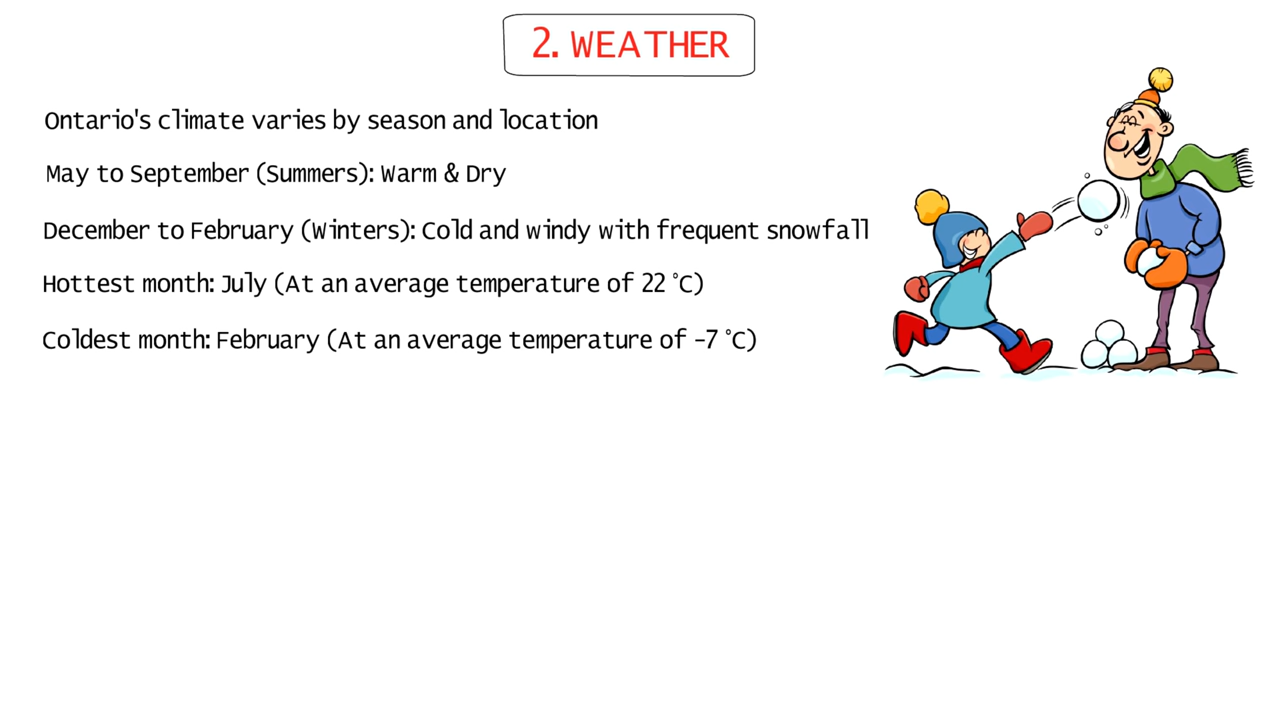 2. WEATHER
Ontario's climate varies by season and location
May to September (Summers): Warm & Dry
December to February (Winters): Cold and windy with frequent snowfall
Hottest month: July (At an average temperature of 22 °C)
Coldest month: February (At an average temperature of -7 °C)